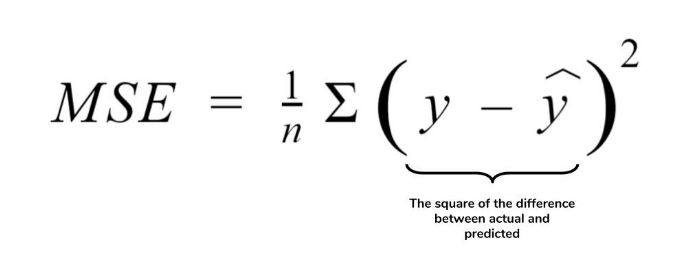 MSE = 1/n Σ (y − ŷ)²
The square of the difference
between actual and
predicted